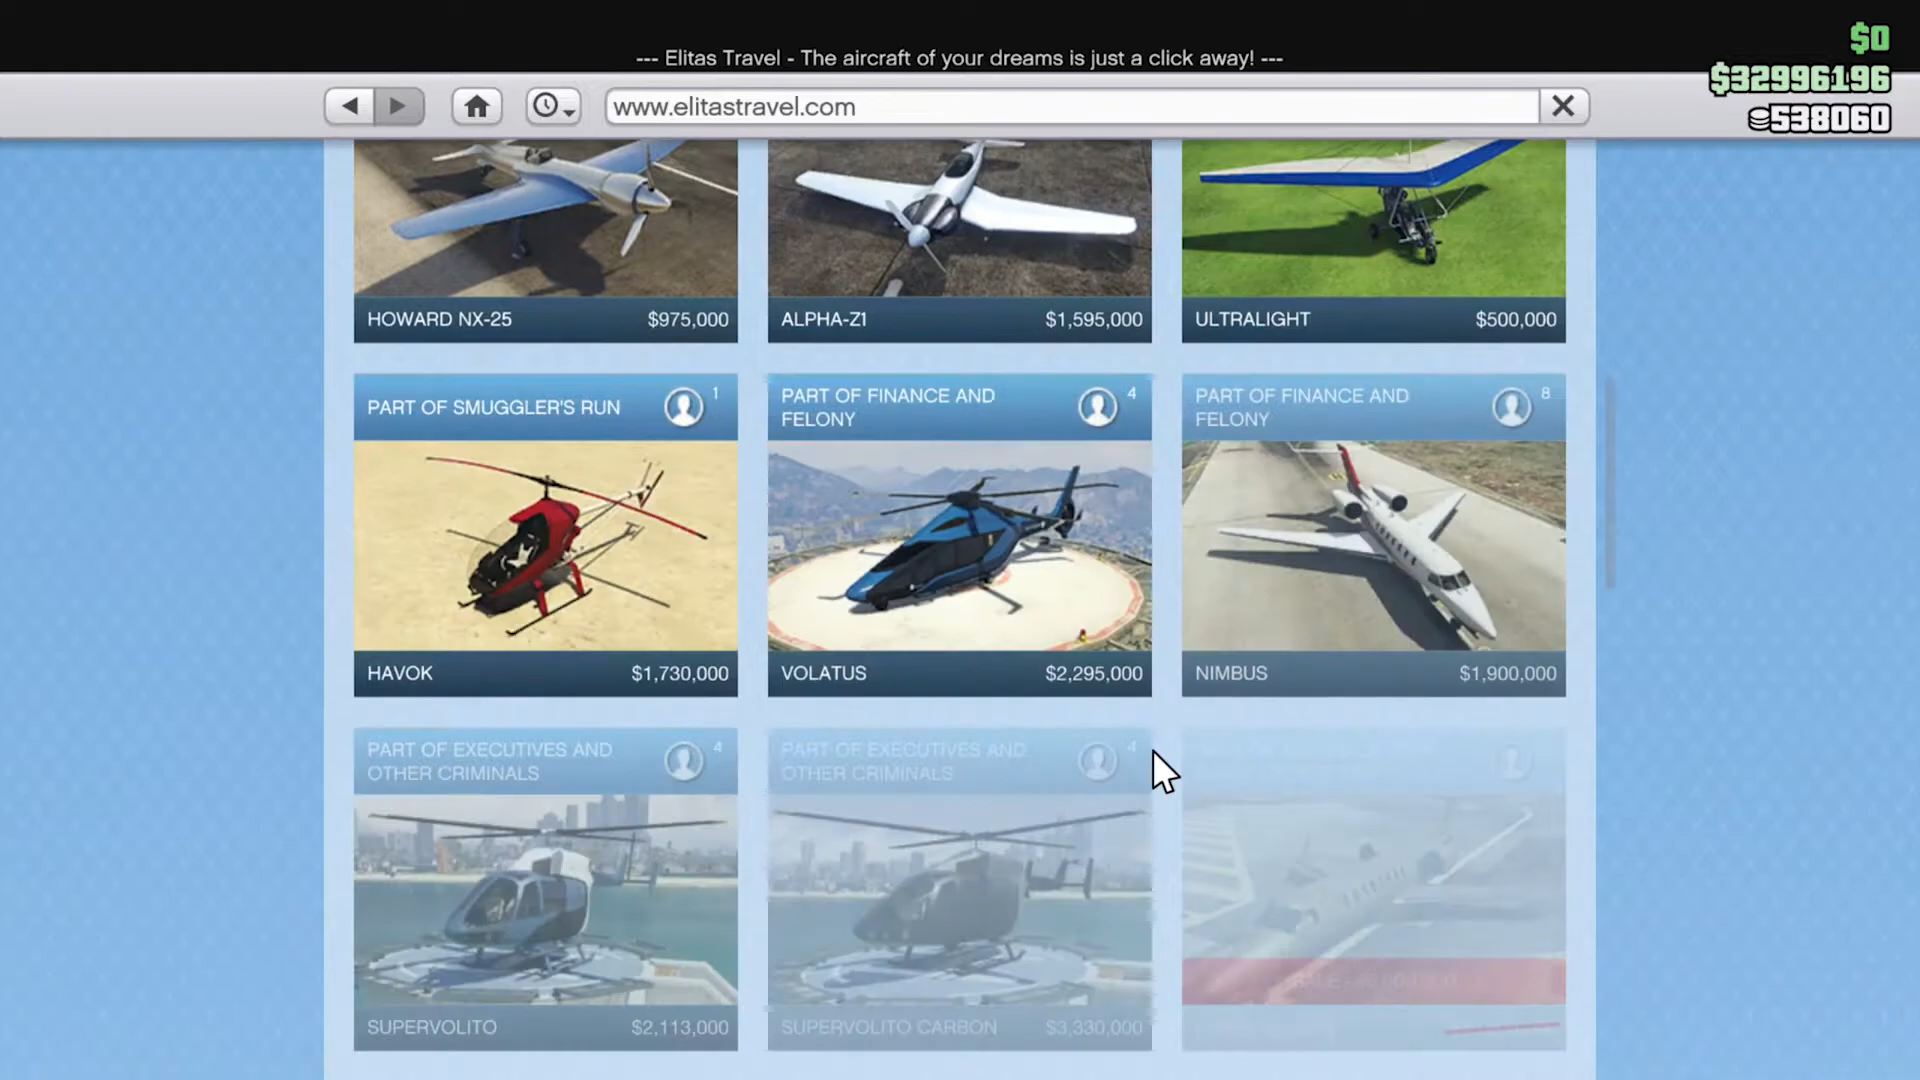 $0
--- Elitas Travel - The aircraft of your dreams is just a click away! ---
$32996196
www.elitastravel.com
538060
HOWARD NX-25 $975,000
ALPHA-Z1 $1,595,000
ULTRALIGHT $500,000
PART OF SMUGGLER'S RUN 1
PART OF FINANCE AND
FELONY 4
PART OF FINANCE AND
FELONY 8
HAVOK $1,730,000
VOLATUS $2,295,000
NIMBUS $1,900,000
PART OF EXECUTIVES AND
OTHER CRIMINALS 4
PART OF EXECUTIVES AND
OTHER CRIMINALS 4
SUPERVOLITO $2,113,000
SUPERVOLITO CARBON $3,330,000